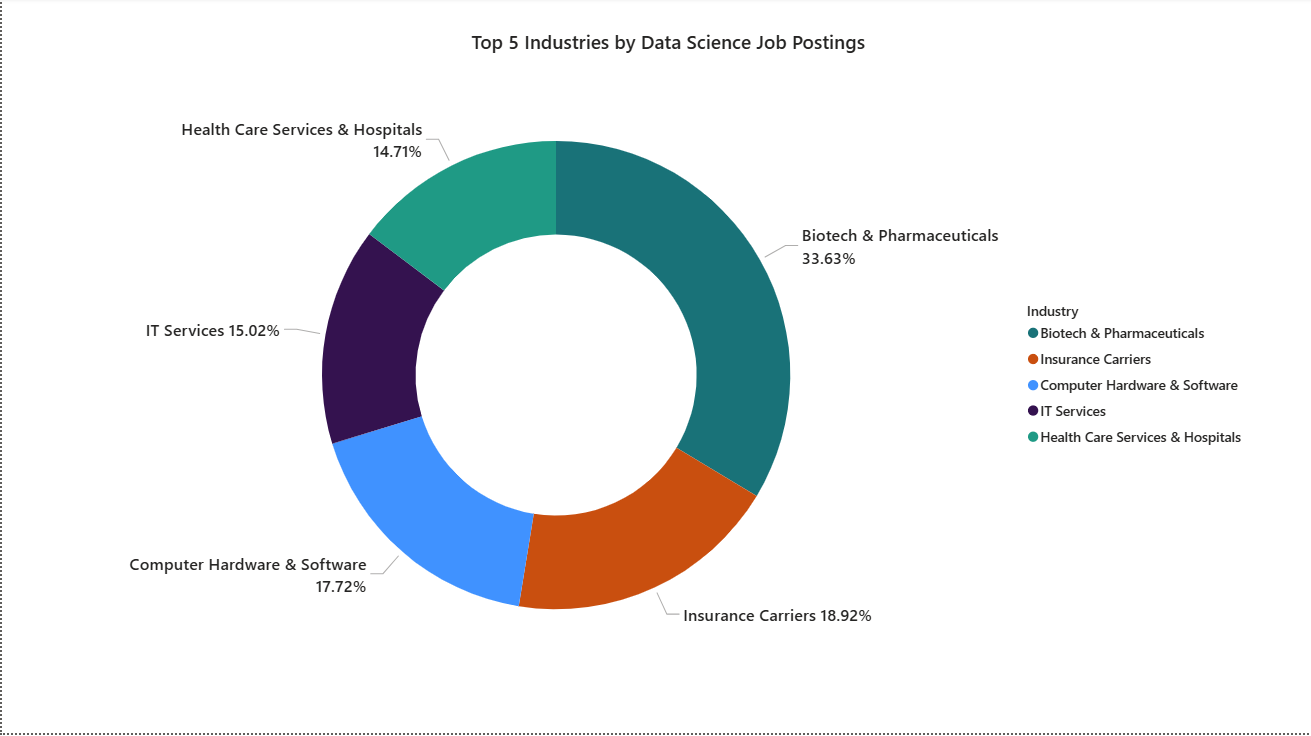 Top 5 Industries by Data Science Job Postings
Health Care Services & Hospitals
14.71%
Biotech & Pharmaceuticals
33.63%
IT Services 15.02%
Computer Hardware & Software
17.72%
Insurance Carriers 18.92%
Industry
Biotech & Pharmaceuticals
Insurance Carriers
Computer Hardware & Software
IT Services
Health Care Services & Hospitals